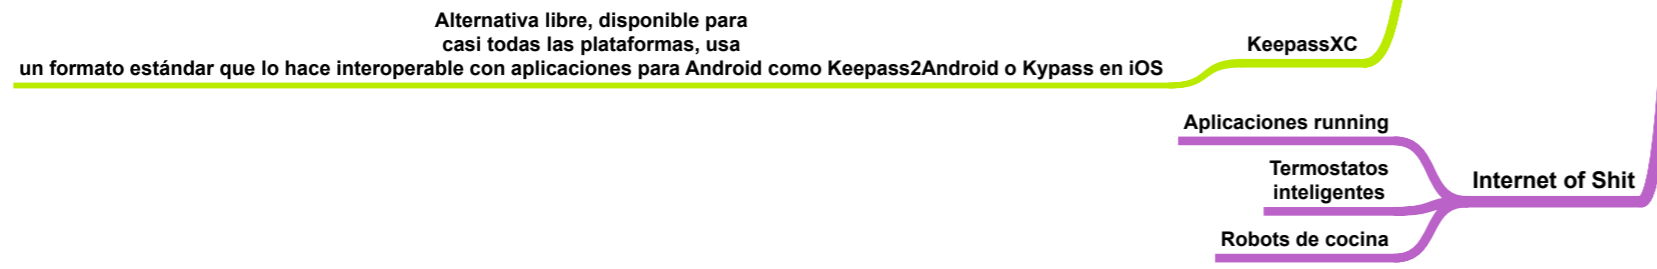 Alternativa libre, disponible para
casi todas las plataformas, usa
un formato estándar que lo hace interoperable con aplicaciones para Android como Keepass2Android o Kypass en iOS
KeepassXC
Aplicaciones running
Termostatos
inteligentes
Robots de cocina
Internet of Shit